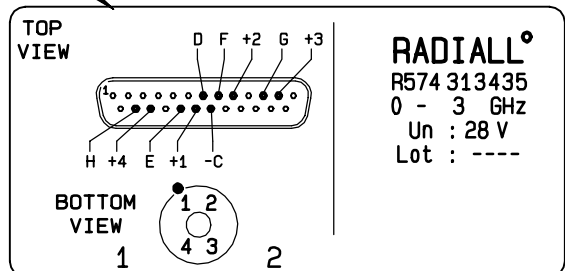 TOP
VIEW
D F +2 G +3
1
H +4 E +1 -C
BOTTOM
VIEW
1 2
4 3
1 2
RADIALL°
R574 313435
0 - 3 GHz
Un : 28 V
Lot : ----